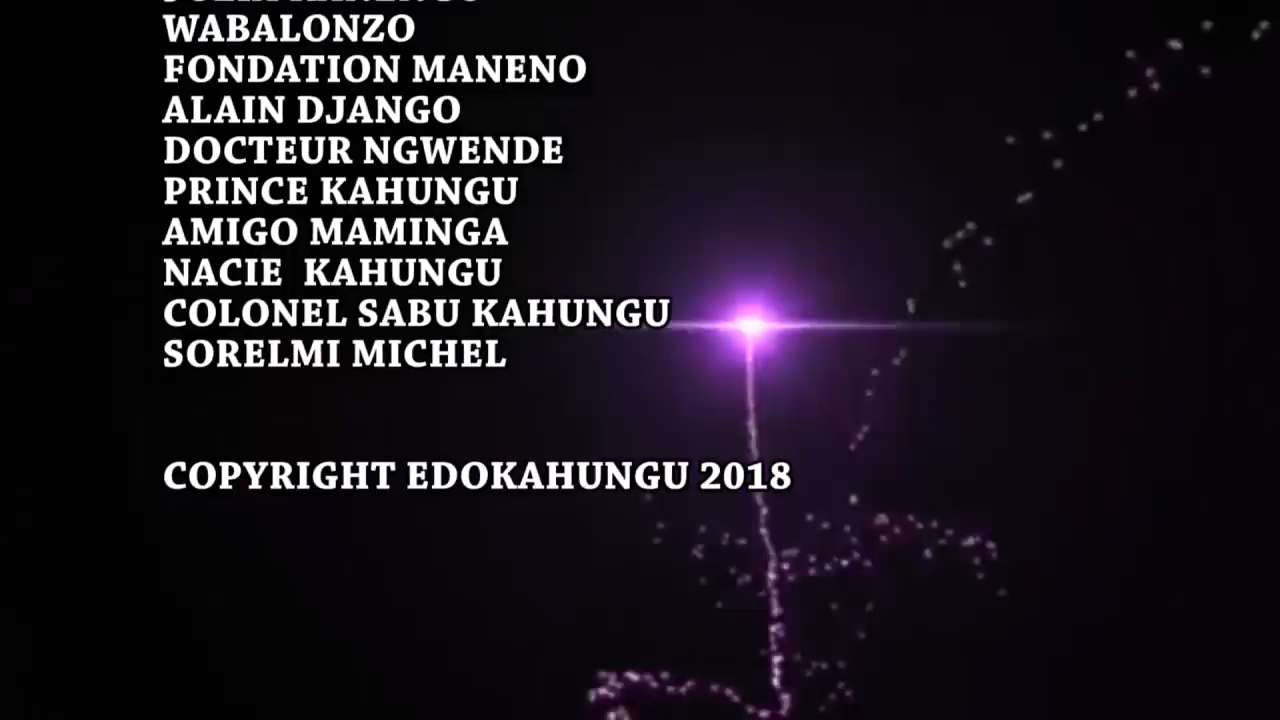 WABALONZO
FONDATION MANENO
ALAIN DJANGO
DOCTEUR NGWENDE
PRINCE KAHUNGU
AMIGO MAMINGA
NACIE  KAHUNGU
COLONEL SABU KAHUNGU
SORELMI MICHEL
COPYRIGHT EDOKAHUNGU 2018